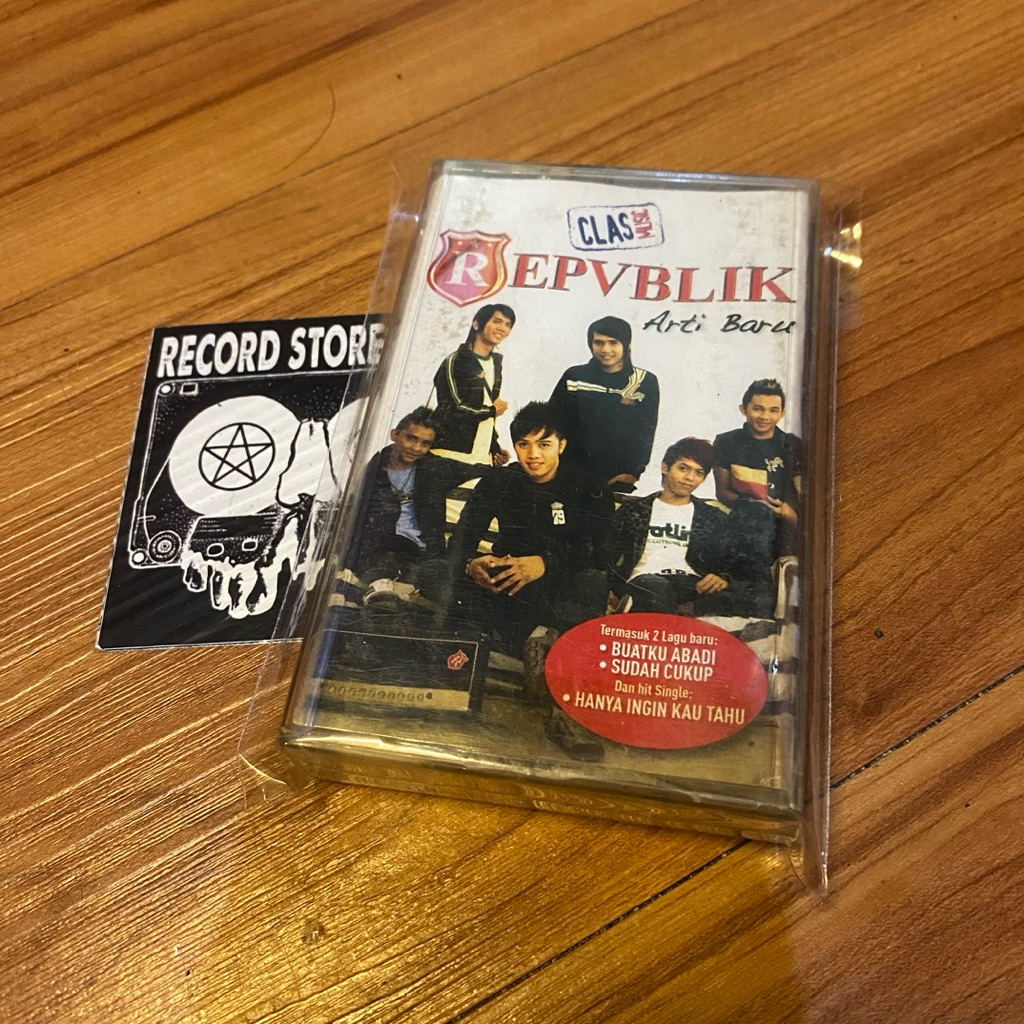 CLAS MUSIC
REPVBLIK
Arti Baru
RECORD STORE
79
Termasuk 2 Lagu baru:
• BUATKU ABADI
• SUDAH CUKUP
Dan hit Single;
• HANYA INGIN KAU TAHU